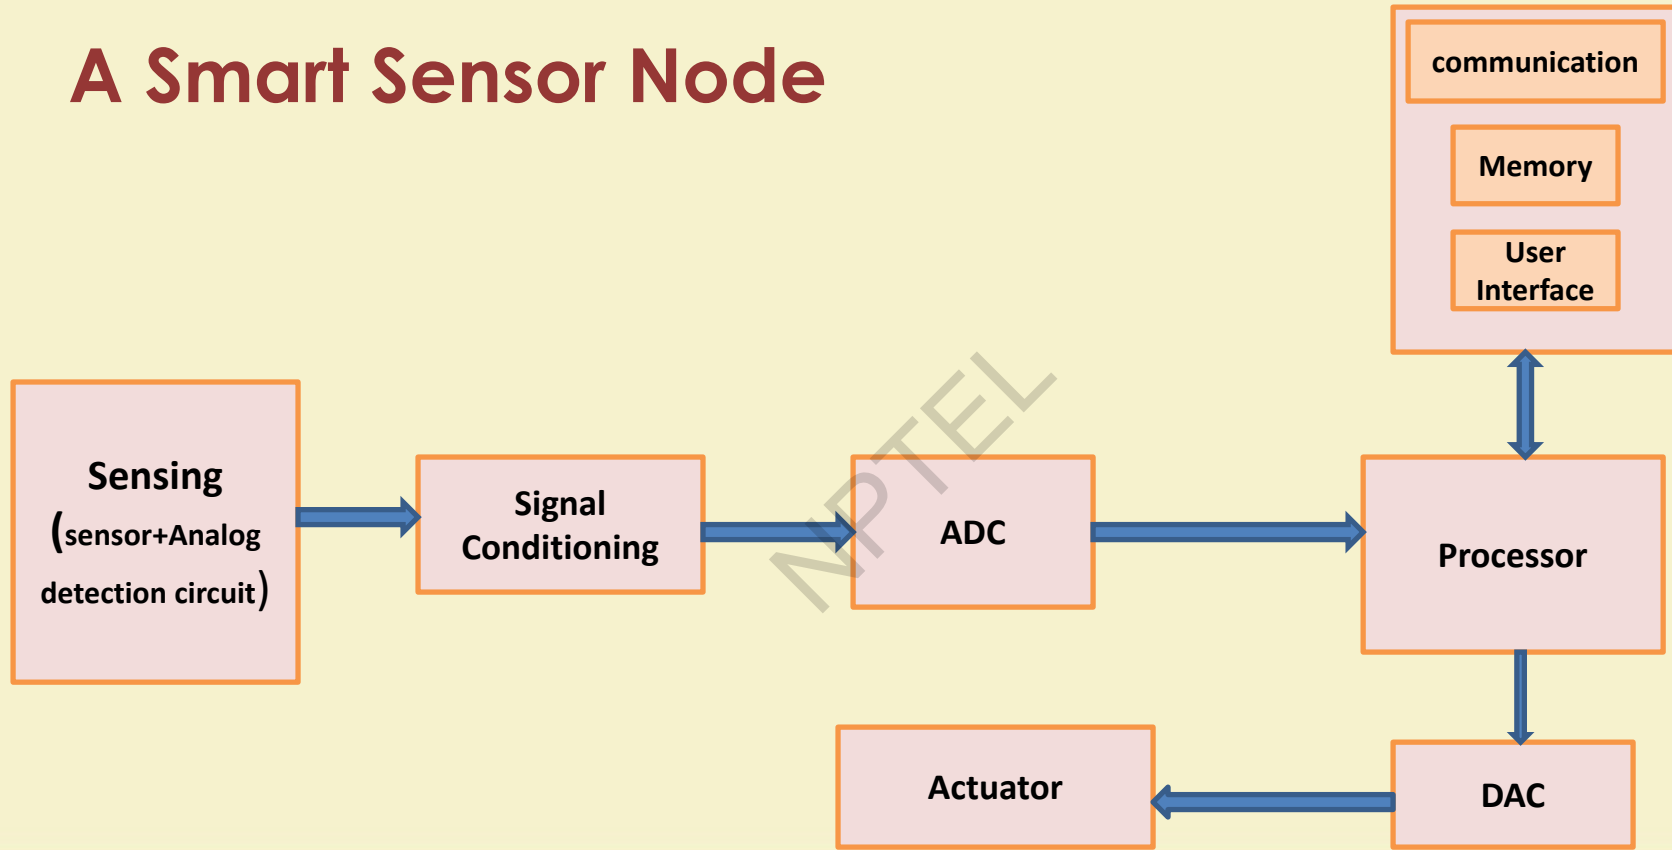 A Smart Sensor Node
communication
Memory
User
Interface
Sensing
(sensor+Analog
detection circuit)
Signal
Conditioning
ADC
Processor
NPTEL
Actuator
DAC